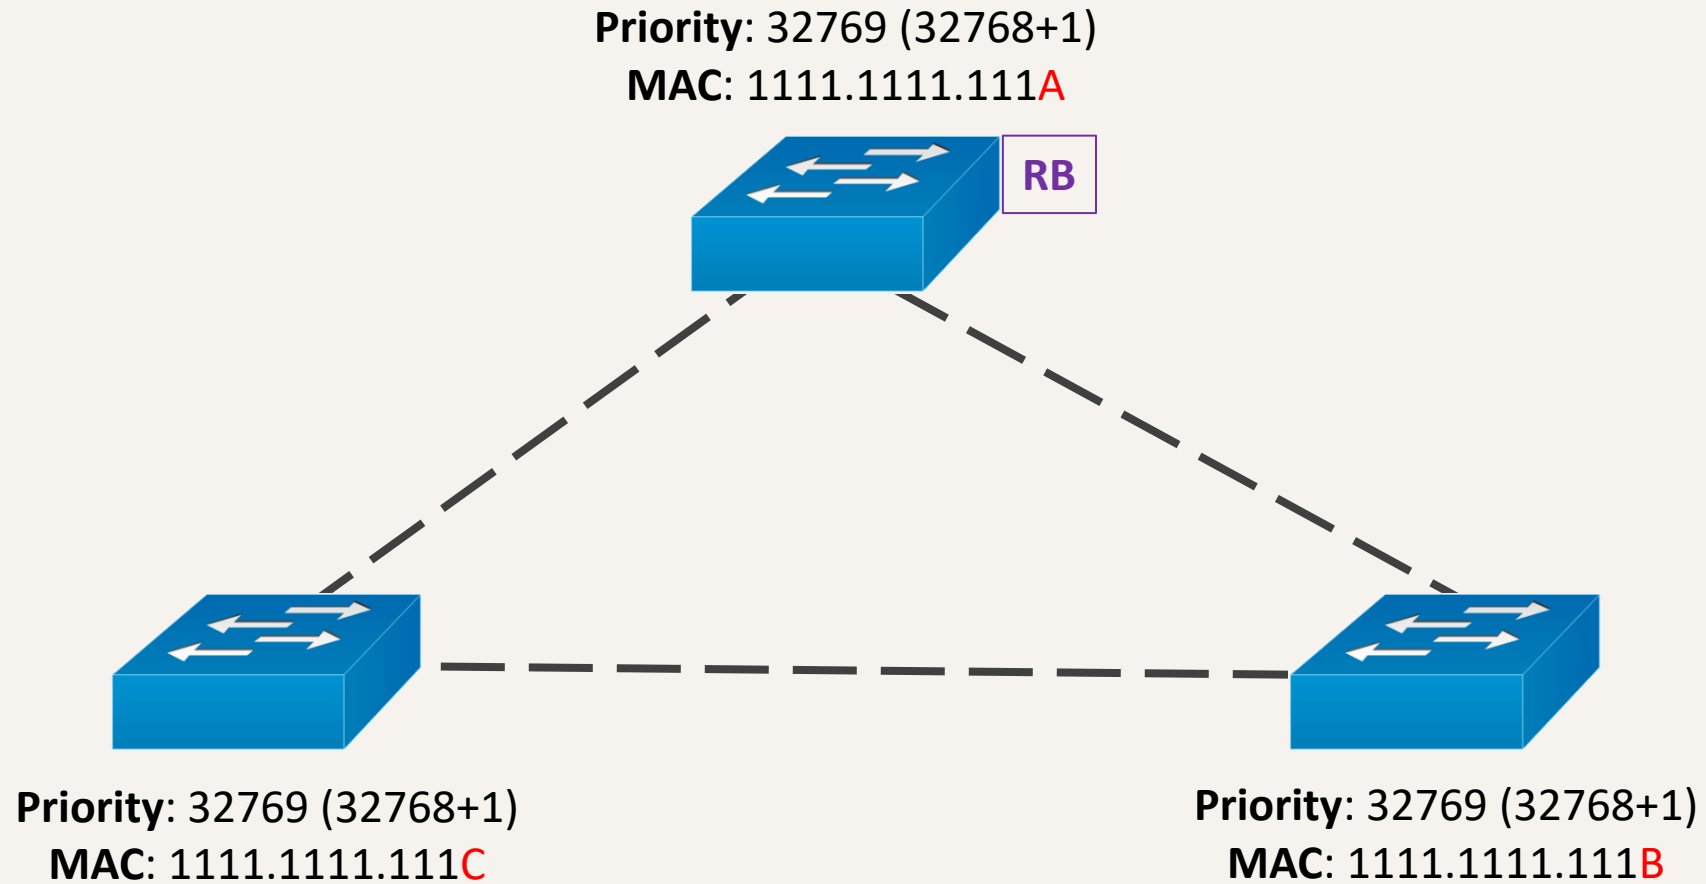 Priority: 32769 (32768+1)
MAC: 1111.1111.111A
RB
Priority: 32769 (32768+1)
MAC: 1111.1111.111C
Priority: 32769 (32768+1)
MAC: 1111.1111.111B